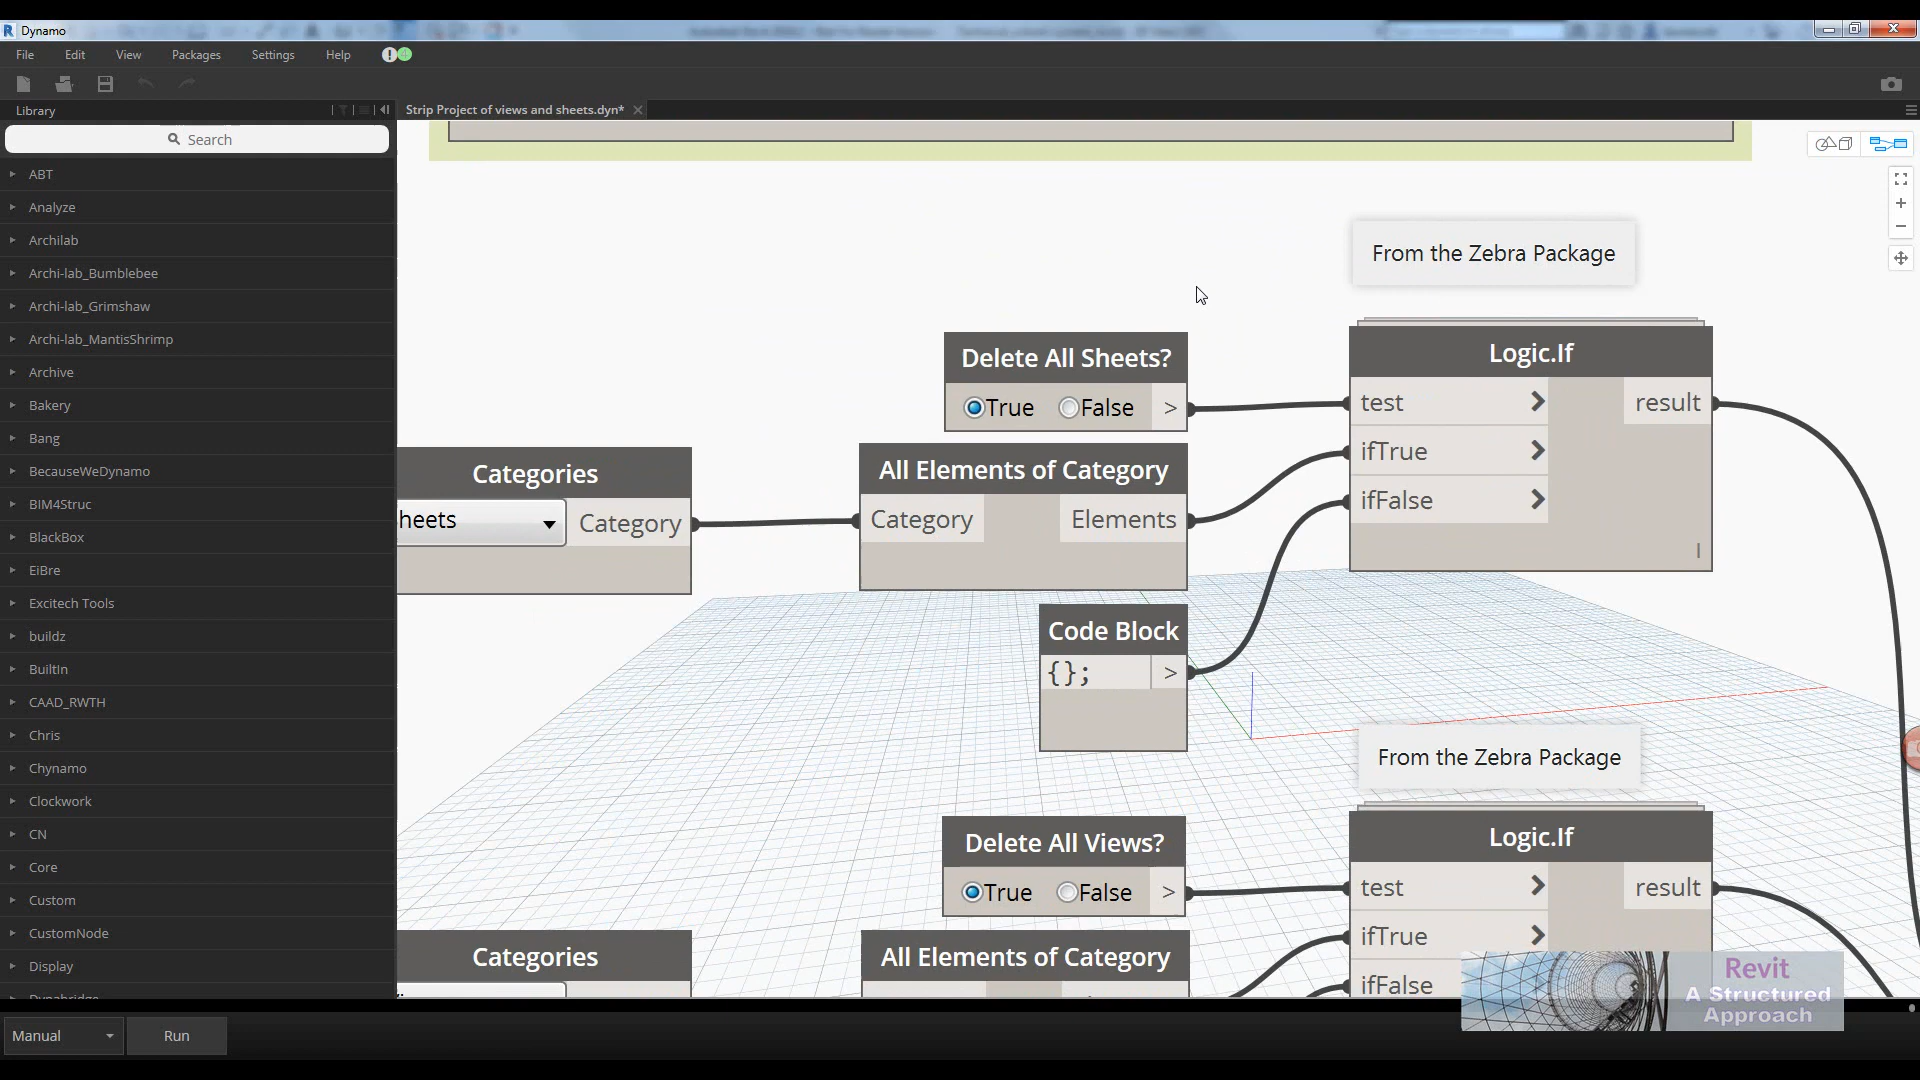 Dynamo
File Edit View Packages Settings Help
Library
Strip Project of views and sheets.dyn*
Search
ABT
Analyze
Archilab
Archi-lab_Bumblebee
Archi-lab_Grimshaw
Archi-lab_MantisShrimp
Archive
Bakery
Bang
BecauseWeDynamo
BIM4Struc
BlackBox
EiBre
Excitech Tools
buildz
BuiltIn
CAAD_RWTH
Chris
Chynamo
Clockwork
CN
Core
Custom
CustomNode
Display
Dynabridge
From the Zebra Package
Delete All Sheets?
True False >
Logic.If
test result
ifTrue
ifFalse
Categories
heets Category
All Elements of Category
Category Elements
Code Block
{}; >
From the Zebra Package
Delete All Views?
True False >
Logic.If
test result
ifTrue
ifFalse
Categories
All Elements of Category
Revit
A Structured
Approach
Manual Run